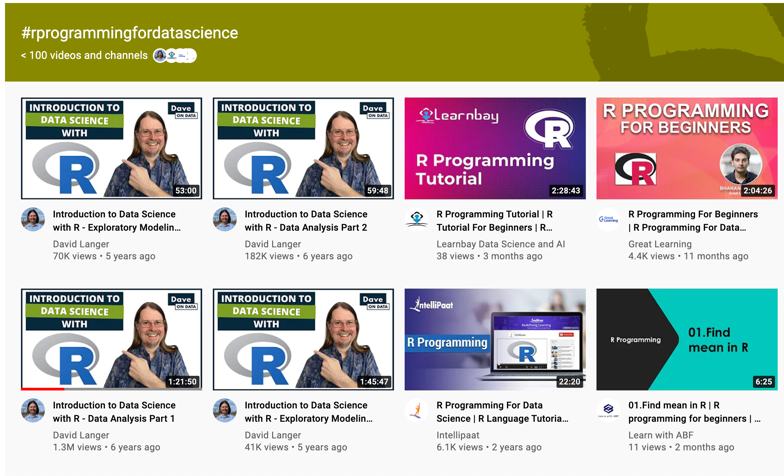 #rprogrammingfordatascience
< 100 videos and channels
INTRODUCTION TO
DATA SCIENCE
WITH
R
Dave
ON DATA
53:00
INTRODUCTION TO
DATA SCIENCE
WITH
R
Dave
ON DATA
59:48
Learnbay
R
R Programming
Tutorial
2:28:43
R PROGRAMMING
FOR BEGINNERS
R
2:04:26
Introduction to Data Science
with R - Exploratory Modelin...
David Langer
70K views • 5 years ago
Introduction to Data Science
with R - Data Analysis Part 2
David Langer
182K views • 6 years ago
R Programming Tutorial | R
Tutorial For Beginners | R...
Learnbay Data Science and AI
38 views • 3 months ago
Great
Learning
R Programming For Beginners
| R Programming For Data...
Great Learning
4.4K views • 11 months ago
INTRODUCTION TO
DATA SCIENCE
WITH
R
Dave
ON DATA
1:21:50
INTRODUCTION TO
DATA SCIENCE
WITH
R
Dave
ON DATA
1:45:47
IntelliPaat
R Programming
R
22:20
R Programming
01.Find
mean in R
6:25
Introduction to Data Science
with R - Data Analysis Part 1
David Langer
1.3M views • 6 years ago
Introduction to Data Science
with R - Exploratory Modelin...
David Langer
41K views • 5 years ago
R Programming For Data
Science | R Language Tutoria...
Intellipaat
6.1K views • 2 years ago
Learn with ABF
01.Find mean in R | R
programming for beginners | ...
Learn with ABF
11 views • 2 months ago